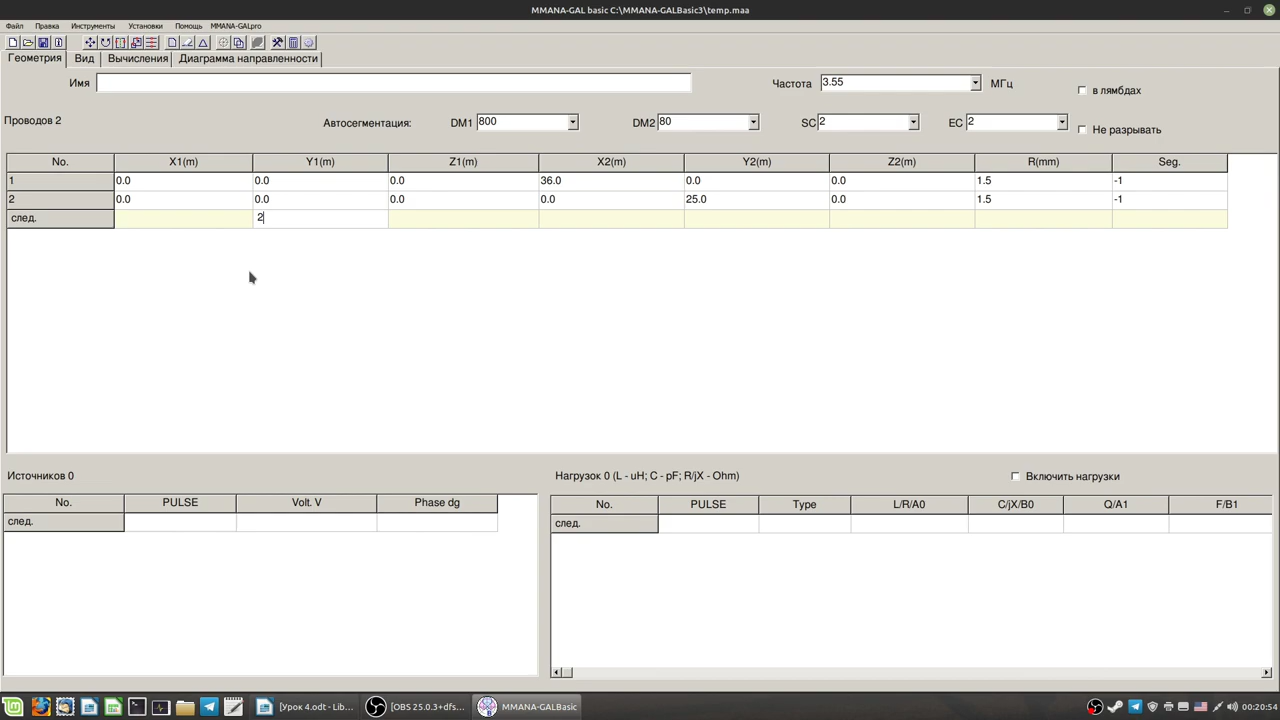 MMANA-GAL basic C:\MMANA-GALBasic3\temp.maa
Файл Правка Инструменты Установки Помощь MMANA-GALpro
Геометрия Вид Вычисления Диаграмма направленности
Имя Частота 3.55 МГц в лямбдах
Проводов 2 Автосегментация: DM1 800 DM2 80 SC 2 EC 2 Не разрывать
No. X1(m) Y1(m) Z1(m) X2(m) Y2(m) Z2(m) R(mm) Seg.
1 0.0 0.0 0.0 36.0 0.0 0.0 1.5 -1
2 0.0 0.0 0.0 0.0 25.0 0.0 1.5 -1
след. 2
Источников 0 Нагрузок 0 (L - uH; C - pF; R/jX - Ohm) Включить нагрузки
No. PULSE Volt. V Phase dg No. PULSE Type L/R/A0 C/jX/B0 Q/A1 F/B1
след. след.
[Урок 4.odt - Lib... [OBS 25.0.3+dfs... MMANA-GALBasic 00:20:54